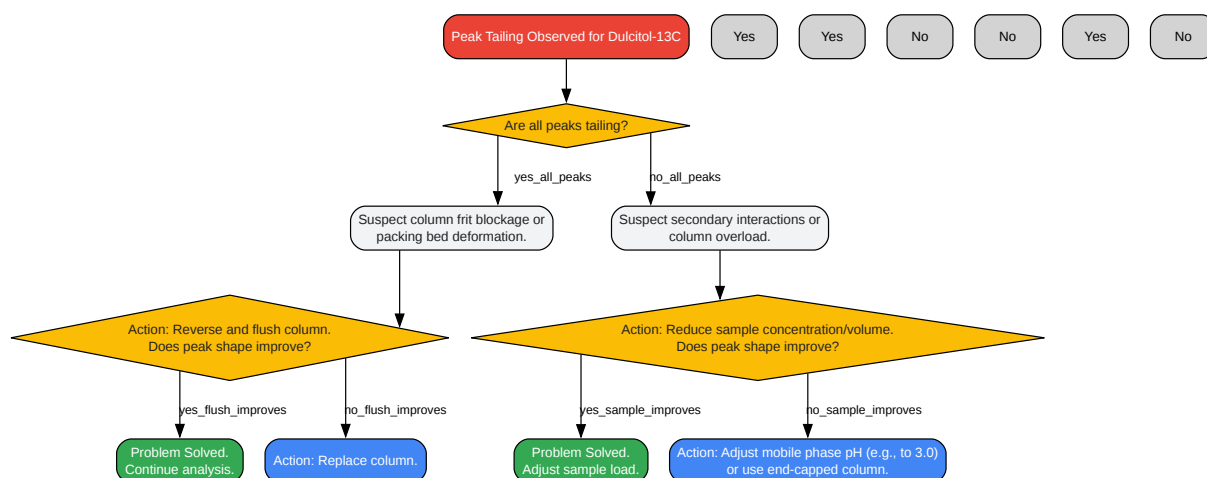 Peak Tailing Observed for Dulcitol-13C
Yes
Yes
No
No
Yes
No
Are all peaks tailing?
yes_all_peaks
no_all_peaks
Suspect column frit blockage or
packing bed deformation.
Suspect secondary interactions or
column overload.
Action: Reverse and flush column.
Does peak shape improve?
Action: Reduce sample concentration/volume.
Does peak shape improve?
yes_flush_improves
no_flush_improves
yes_sample_improves
no_sample_improves
Problem Solved.
Continue analysis.
Action: Replace column.
Problem Solved.
Adjust sample load.
Action: Adjust mobile phase pH (e.g., to 3.0)
or use end-capped column.